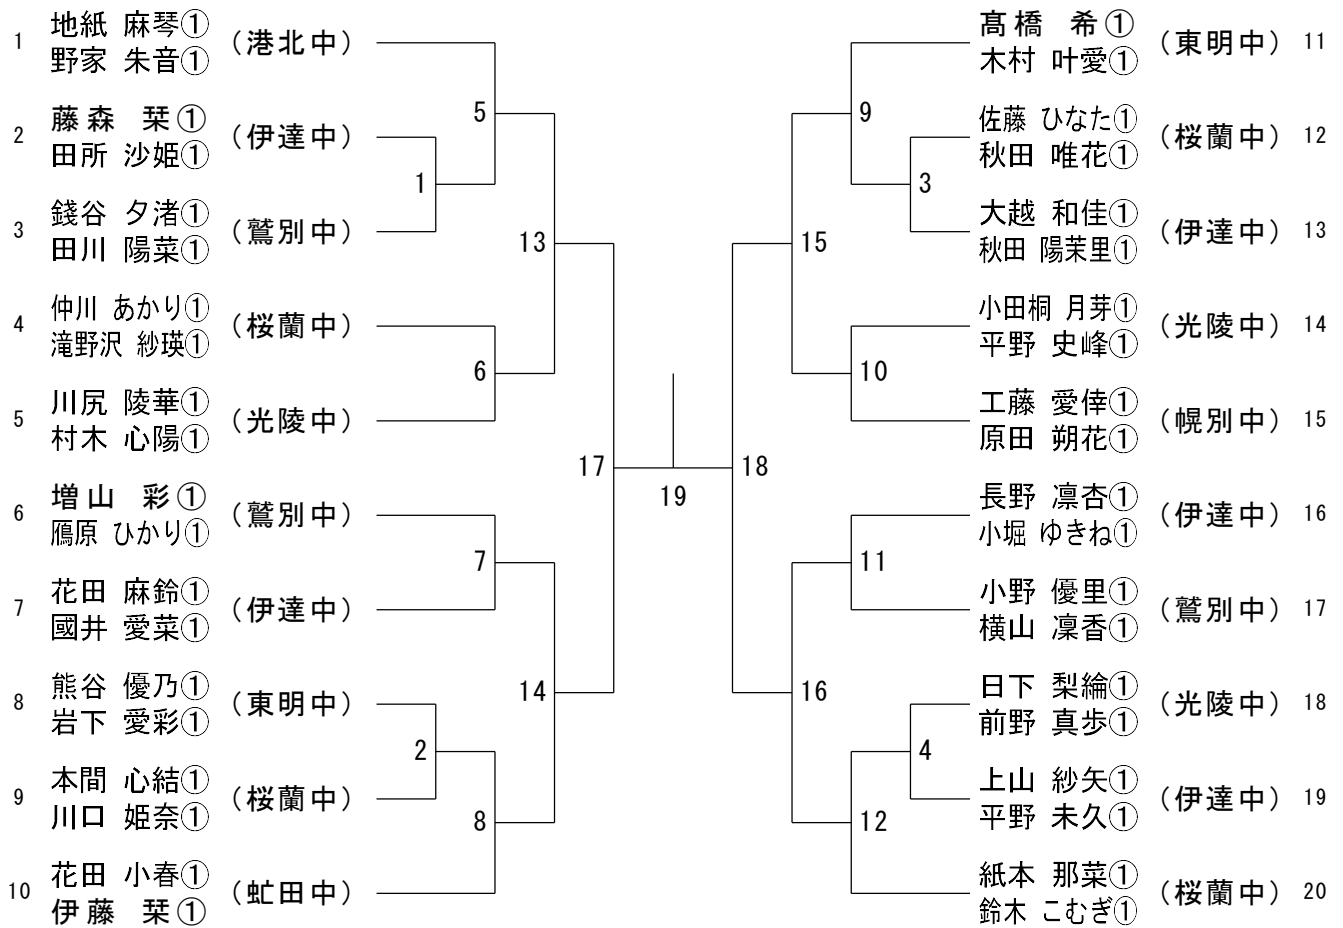 1 地紙 麻琴① (港北中)
野家 朱音①
2 藤森 栞① (伊達中)
田所 沙姫①
3 錢谷 夕渚① (鷲別中)
田川 陽菜①
4 仲川 あかり① (桜蘭中)
滝野沢 紗瑛①
5 川尻 陵華① (光陵中)
村木 心陽①
6 増山 彩① (鷲別中)
鴈原 ひかり①
7 花田 麻鈴① (伊達中)
國井 愛菜①
8 熊谷 優乃① (東明中)
岩下 愛彩①
9 本間 心結① (桜蘭中)
川口 姫奈①
10 花田 小春① (虻田中)
伊藤 栞①
5
1
13
6
17
7
14
2
8
19
9
3
15
10
18
11
16
4
12
髙橋 希① (東明中) 11
木村 叶愛①
佐藤 ひなた① (桜蘭中) 12
秋田 唯花①
大越 和佳① (伊達中) 13
秋田 陽茉里①
小田桐 月芽① (光陵中) 14
平野 史峰①
工藤 愛倖① (幌別中) 15
原田 朔花①
長野 凛杏① (伊達中) 16
小堀 ゆきね①
小野 優里① (鷲別中) 17
横山 凜香①
日下 梨綸① (光陵中) 18
前野 真歩①
上山 紗矢① (伊達中) 19
平野 未久①
紙本 那菜① (桜蘭中) 20
鈴木 こむぎ①